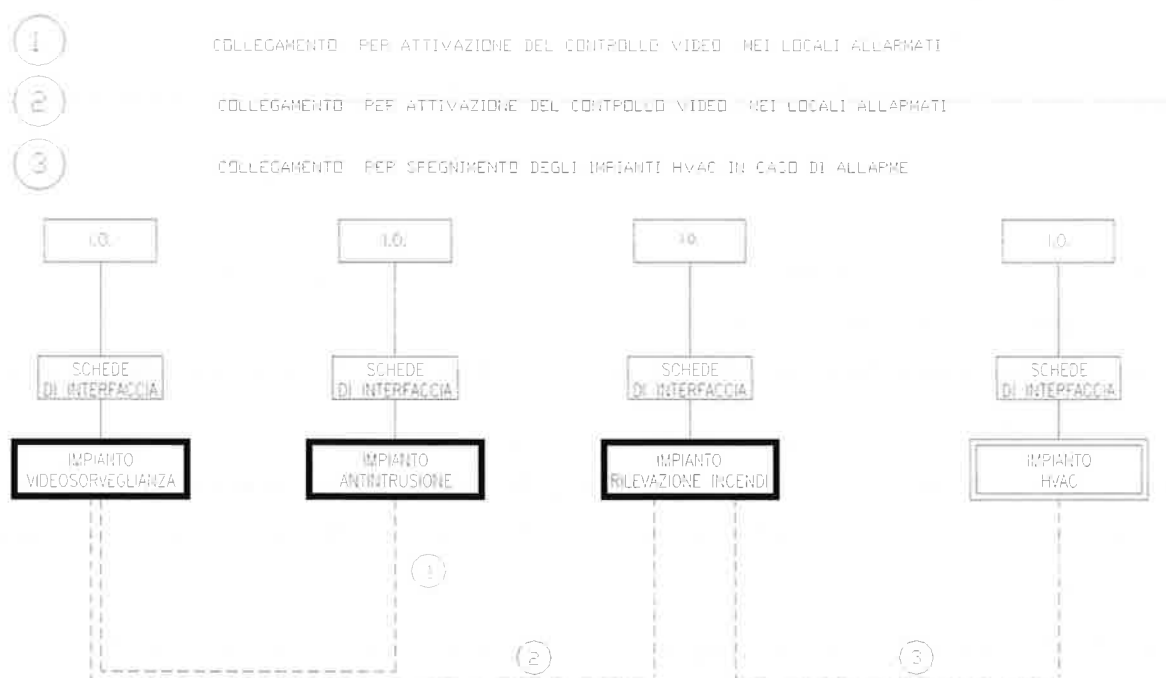 1 COLLEGAMENTO PER ATTIVAZIONE DEL CONTROLLO VIDEO NEI LOCALI ALLARMATI
2 COLLEGAMENTO PER ATTIVAZIONE DEL CONTROLLO VIDEO NEI LOCALI ALLARMATI
3 COLLEGAMENTO PER SPEGNIMENTO DEGLI IMPIANTI HVAC IN CASO DI ALLARME
I.O. I.O. I.O. I.O.
SCHEDE
DI INTERFACCIA
SCHEDE
DI INTERFACCIA
SCHEDE
DI INTERFACCIA
SCHEDE
DI INTERFACCIA
IMPIANTO
VIDEOSORVEGLIANZA
IMPIANTO
ANTINTRUSIONE
IMPIANTO
RILEVAZIONE INCENDI
IMPIANTO
HVAC
1
2
3